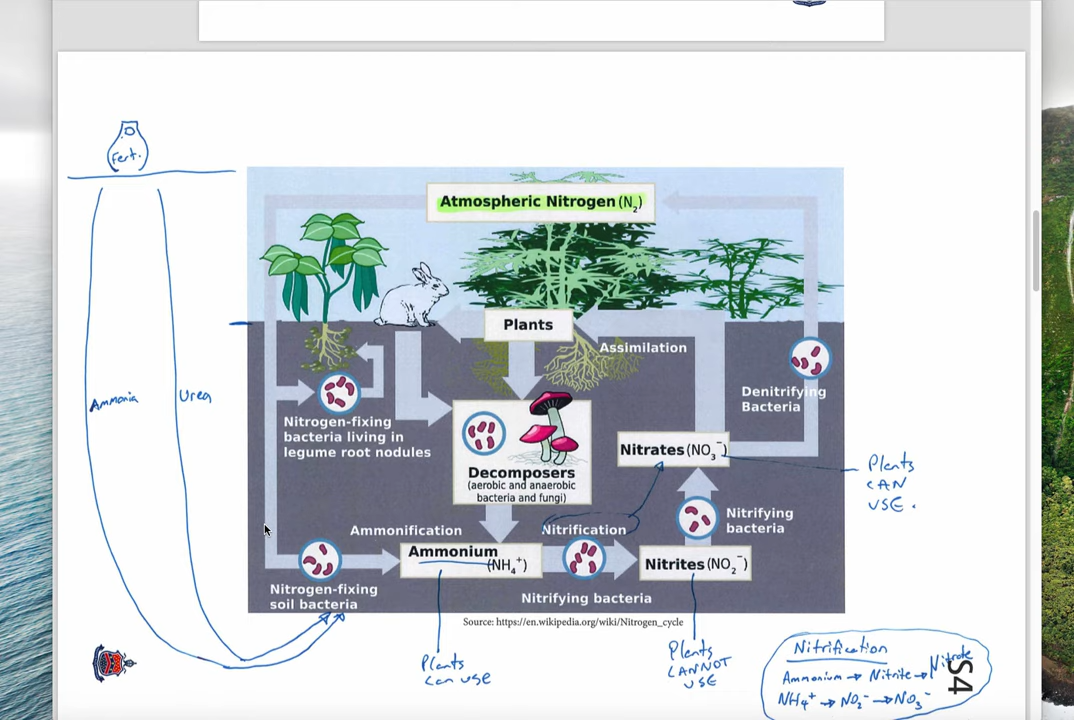 Fert.
Atmospheric Nitrogen (N₂)
Plants
Assimilation
Ammonia
Urea
Denitrifying
Bacteria
Nitrogen-fixing
bacteria living in
legume root nodules
Decomposers
(aerobic and anaerobic
bacteria and fungi)
Nitrates (NO₃⁻)
Plants
CAN
USE.
Nitrifying
bacteria
Ammonification
Nitrification
Ammonium
(NH₄⁺)
Nitrites (NO₂⁻)
Nitrogen-fixing
soil bacteria
Nitrifying bacteria
Source: https://en.wikipedia.org/wiki/Nitrogen_cycle
Plants
can use
Plants
CANNOT
USE
Nitrification
Ammonium → Nitrite → Nitrate
NH₄⁺ → NO₂⁻ → NO₃⁻
S4